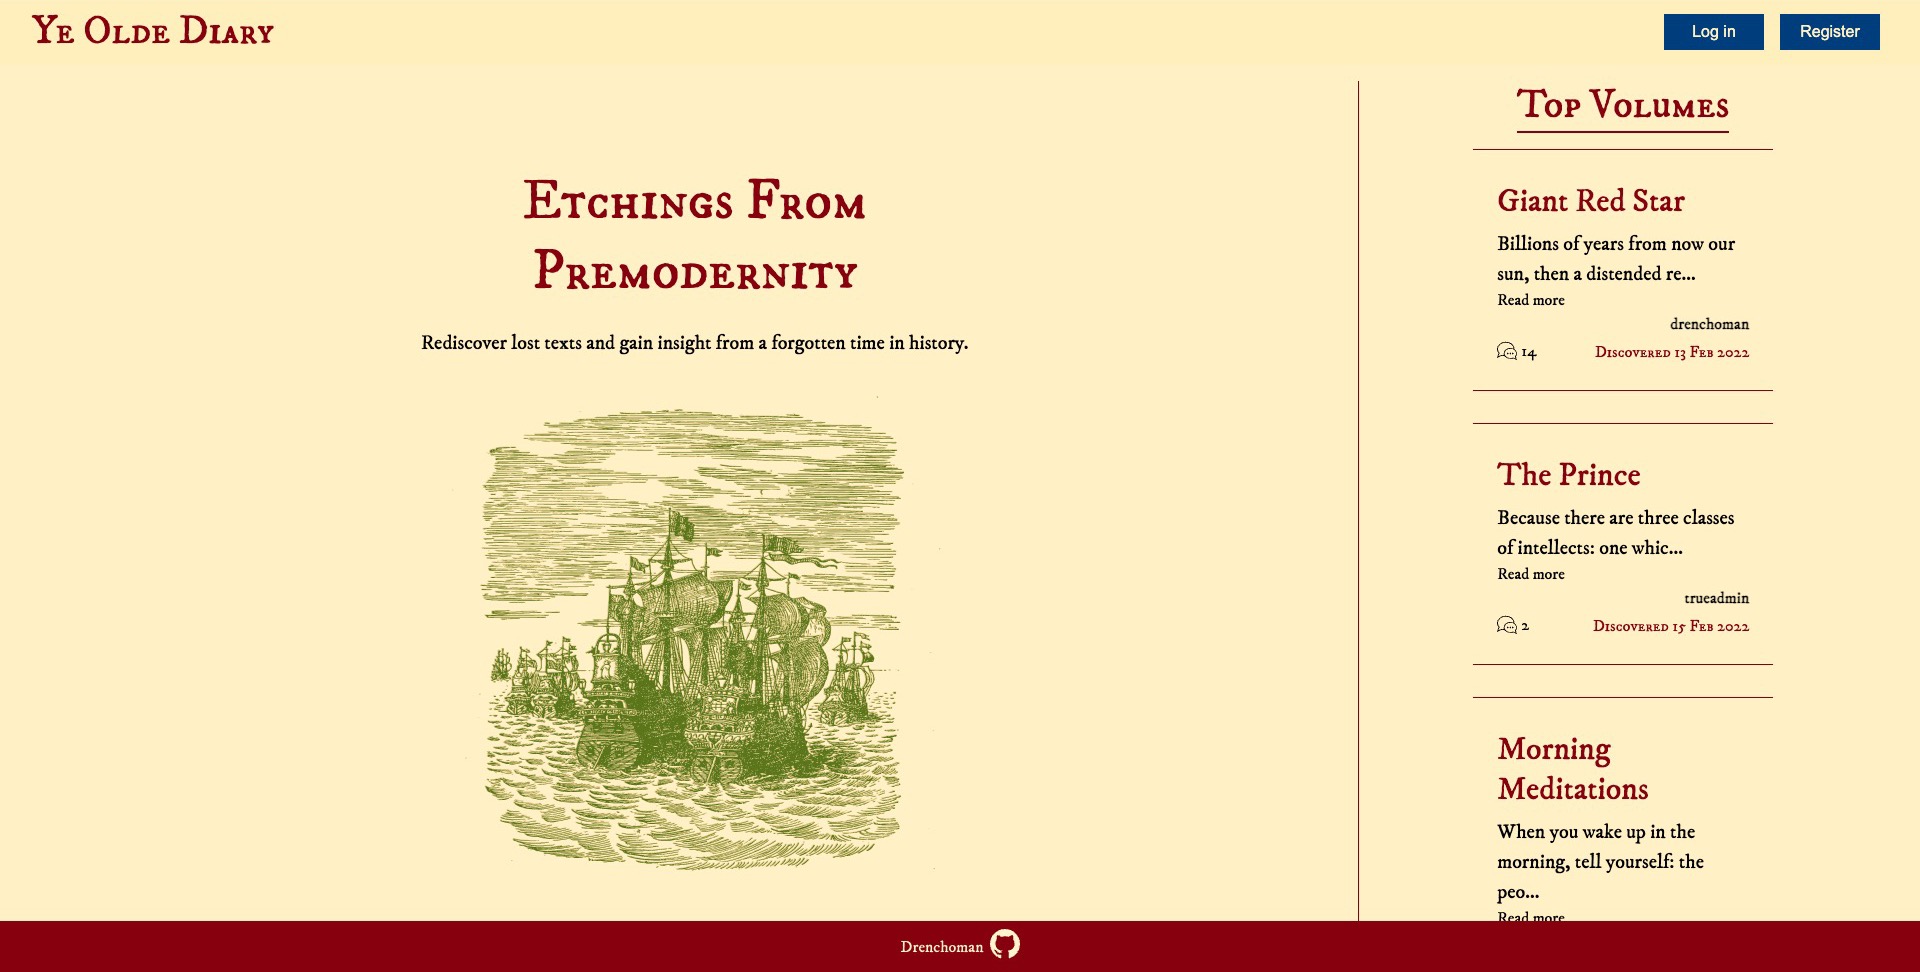 Ye Olde Diary
Log in
Register
Etchings From
Premodernity
Rediscover lost texts and gain insight from a forgotten time in history.
Top Volumes
Giant Red Star
Billions of years from now our
sun, then a distended re...
Read more
drenchoman
14
Discovered 13 Feb 2022
The Prince
Because there are three classes
of intellects: one whic...
Read more
trueadmin
2
Discovered 15 Feb 2022
Morning
Meditations
When you wake up in the
morning, tell yourself: the
peo...
Read more
Drenchoman